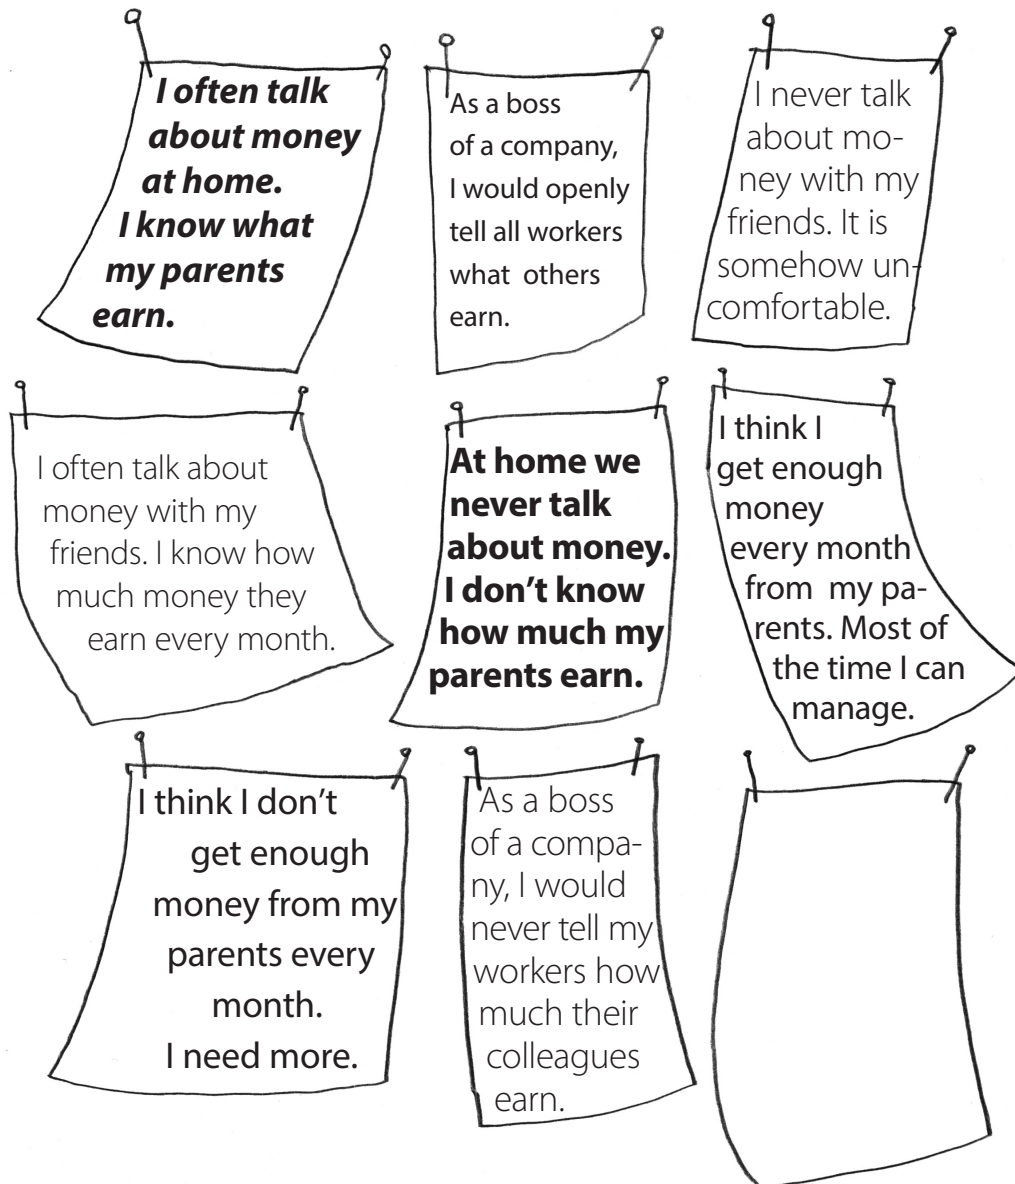 I often talk
about money
at home.
I know what
my parents
earn.
As a boss
of a company,
I would openly
tell all workers
what others
earn.
I never talk
about mo-
ney with my
friends. It is
somehow un-
comfortable.
I often talk about
money with my
friends. I know how
much money they
earn every month.
At home we
never talk
about money.
I don’t know
how much my
parents earn.
I think I
get enough
money
every month
from my pa-
rents. Most of
the time I can
manage.
I think I don’t
get enough
money from my
parents every
month.
I need more.
As a boss
of a compa-
ny, I would
never tell my
workers how
much their
colleagues
earn.